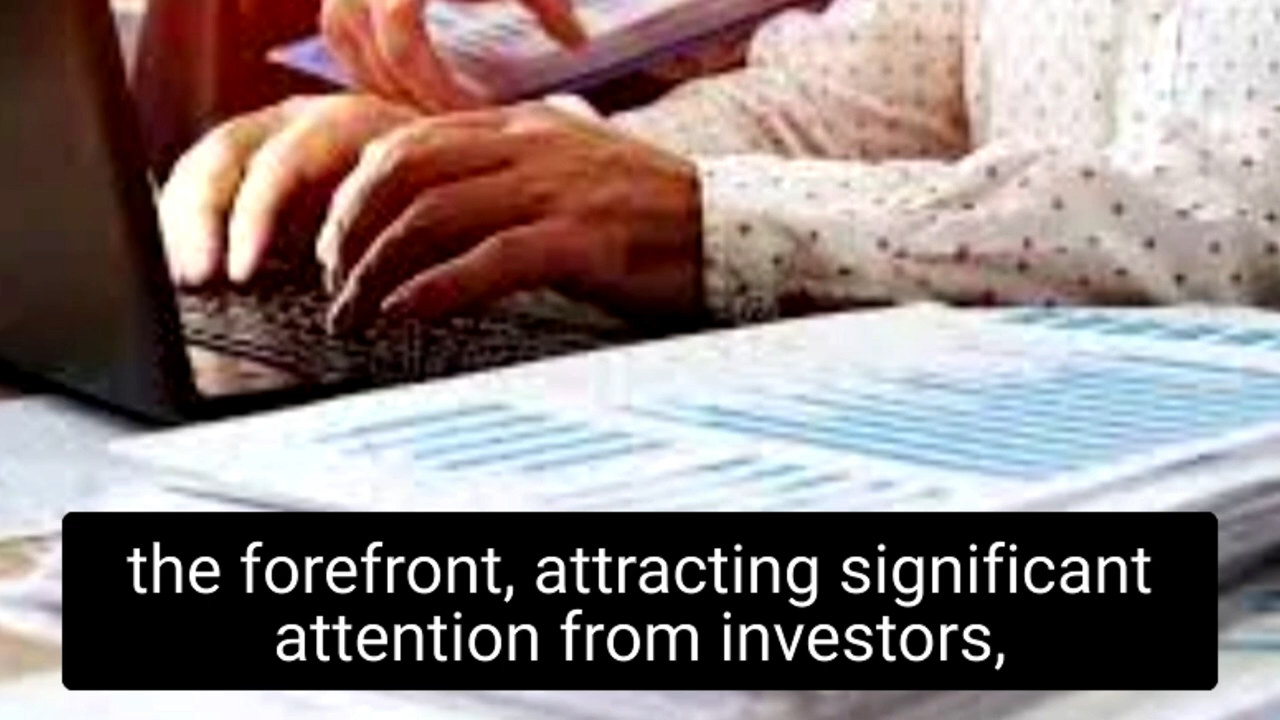 the forefront, attracting significant
attention from investors,